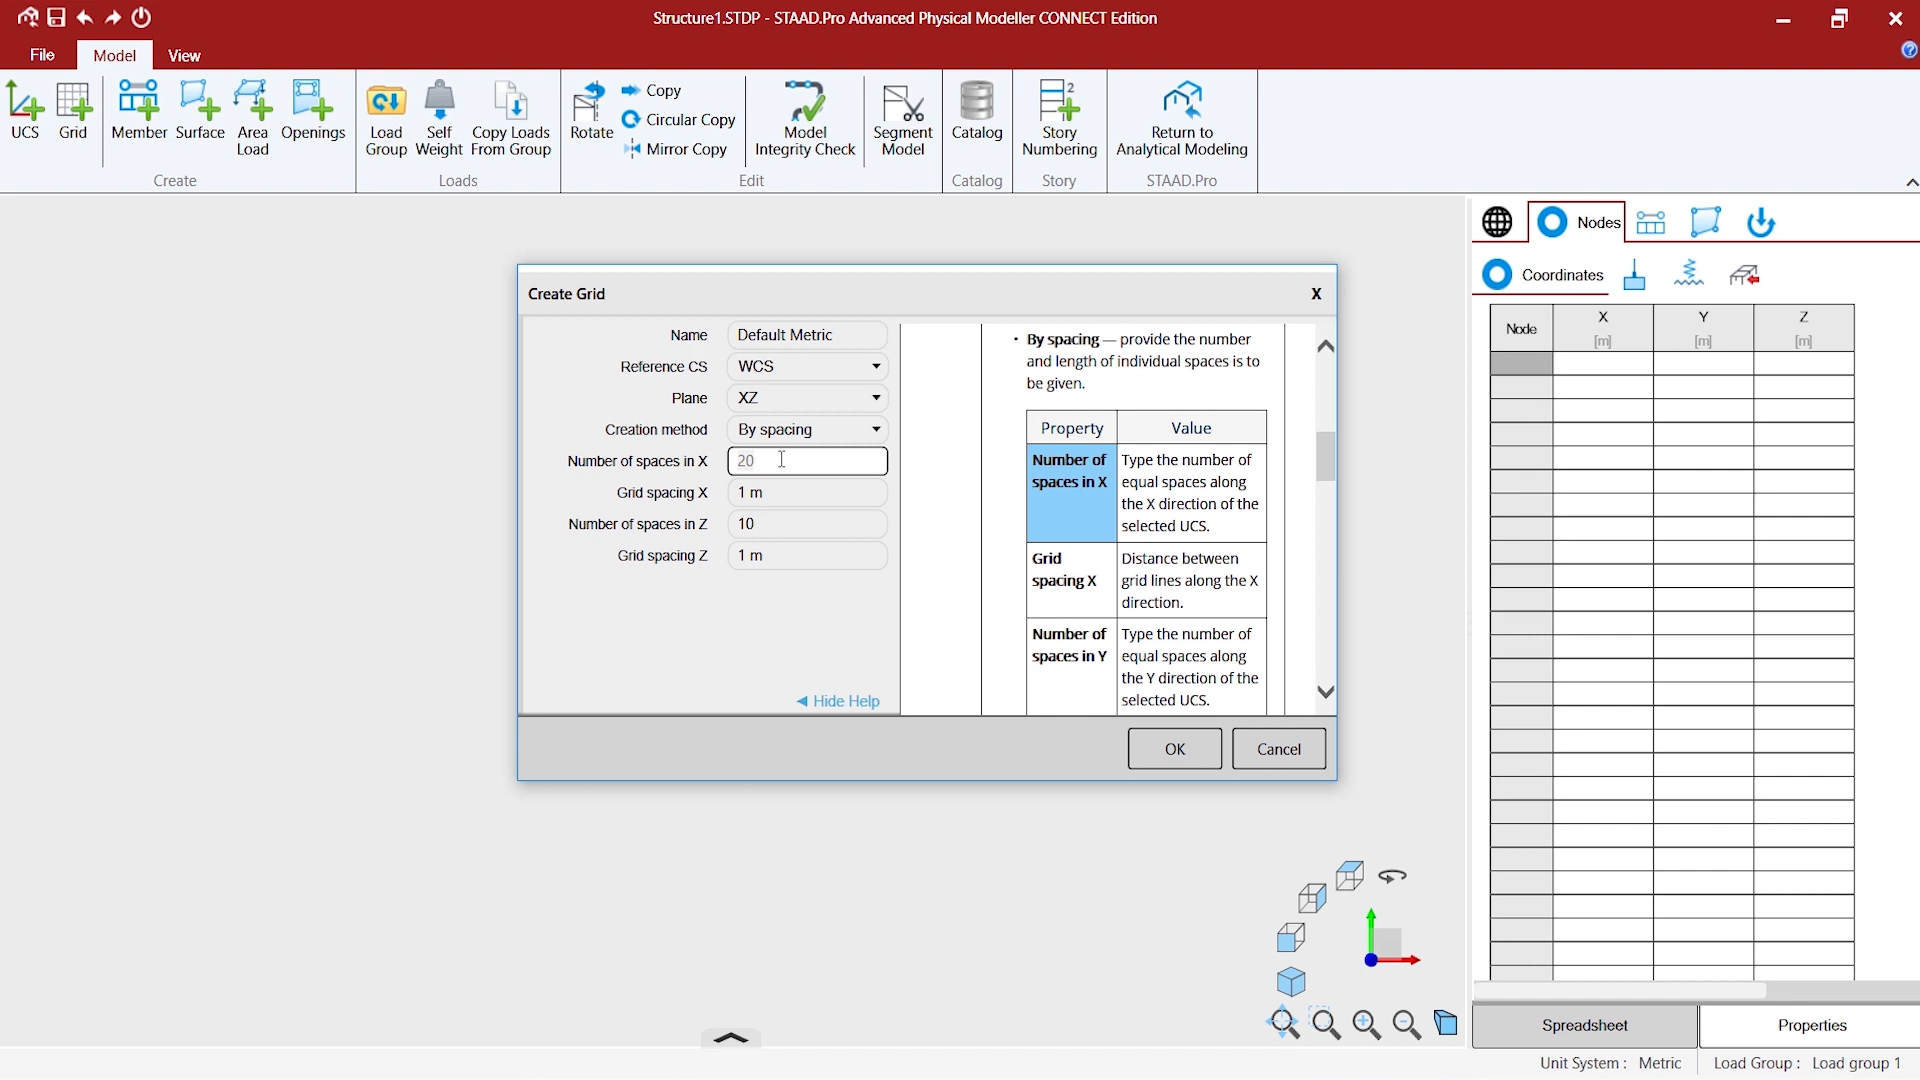 Structure1.STDP - STAAD.Pro Advanced Physical Modeller CONNECT Edition
File Model View
UCS
Grid
Member
Surface
Area
Load
Openings
Create
Load
Group
Self
Weight
Copy Loads
From Group
Loads
Rotate
Copy
Circular Copy
Mirror Copy
Model
Integrity Check
Segment
Model
Edit
Catalog
Catalog
2
Story
Numbering
Story
Return to
Analytical Modeling
STAAD.Pro
Create Grid
X
Name Default Metric
Reference CS WCS
Plane XZ
Creation method By spacing
Number of spaces in X 20
Grid spacing X 1 m
Number of spaces in Z 10
Grid spacing Z 1 m
◄ Hide Help
• By spacing — provide the number
and length of individual spaces is to
be given.
Property Value
Number of
spaces in X
Type the number of
equal spaces along
the X direction of the
selected UCS.
Grid
spacing X
Distance between
grid lines along the X
direction.
Number of
spaces in Y
Type the number of
equal spaces along
the Y direction of the
selected UCS.
OK Cancel
Nodes
Coordinates
Node
X
[m]
Y
[m]
Z
[m]
Spreadsheet Properties
Unit System : Metric Load Group : Load group 1